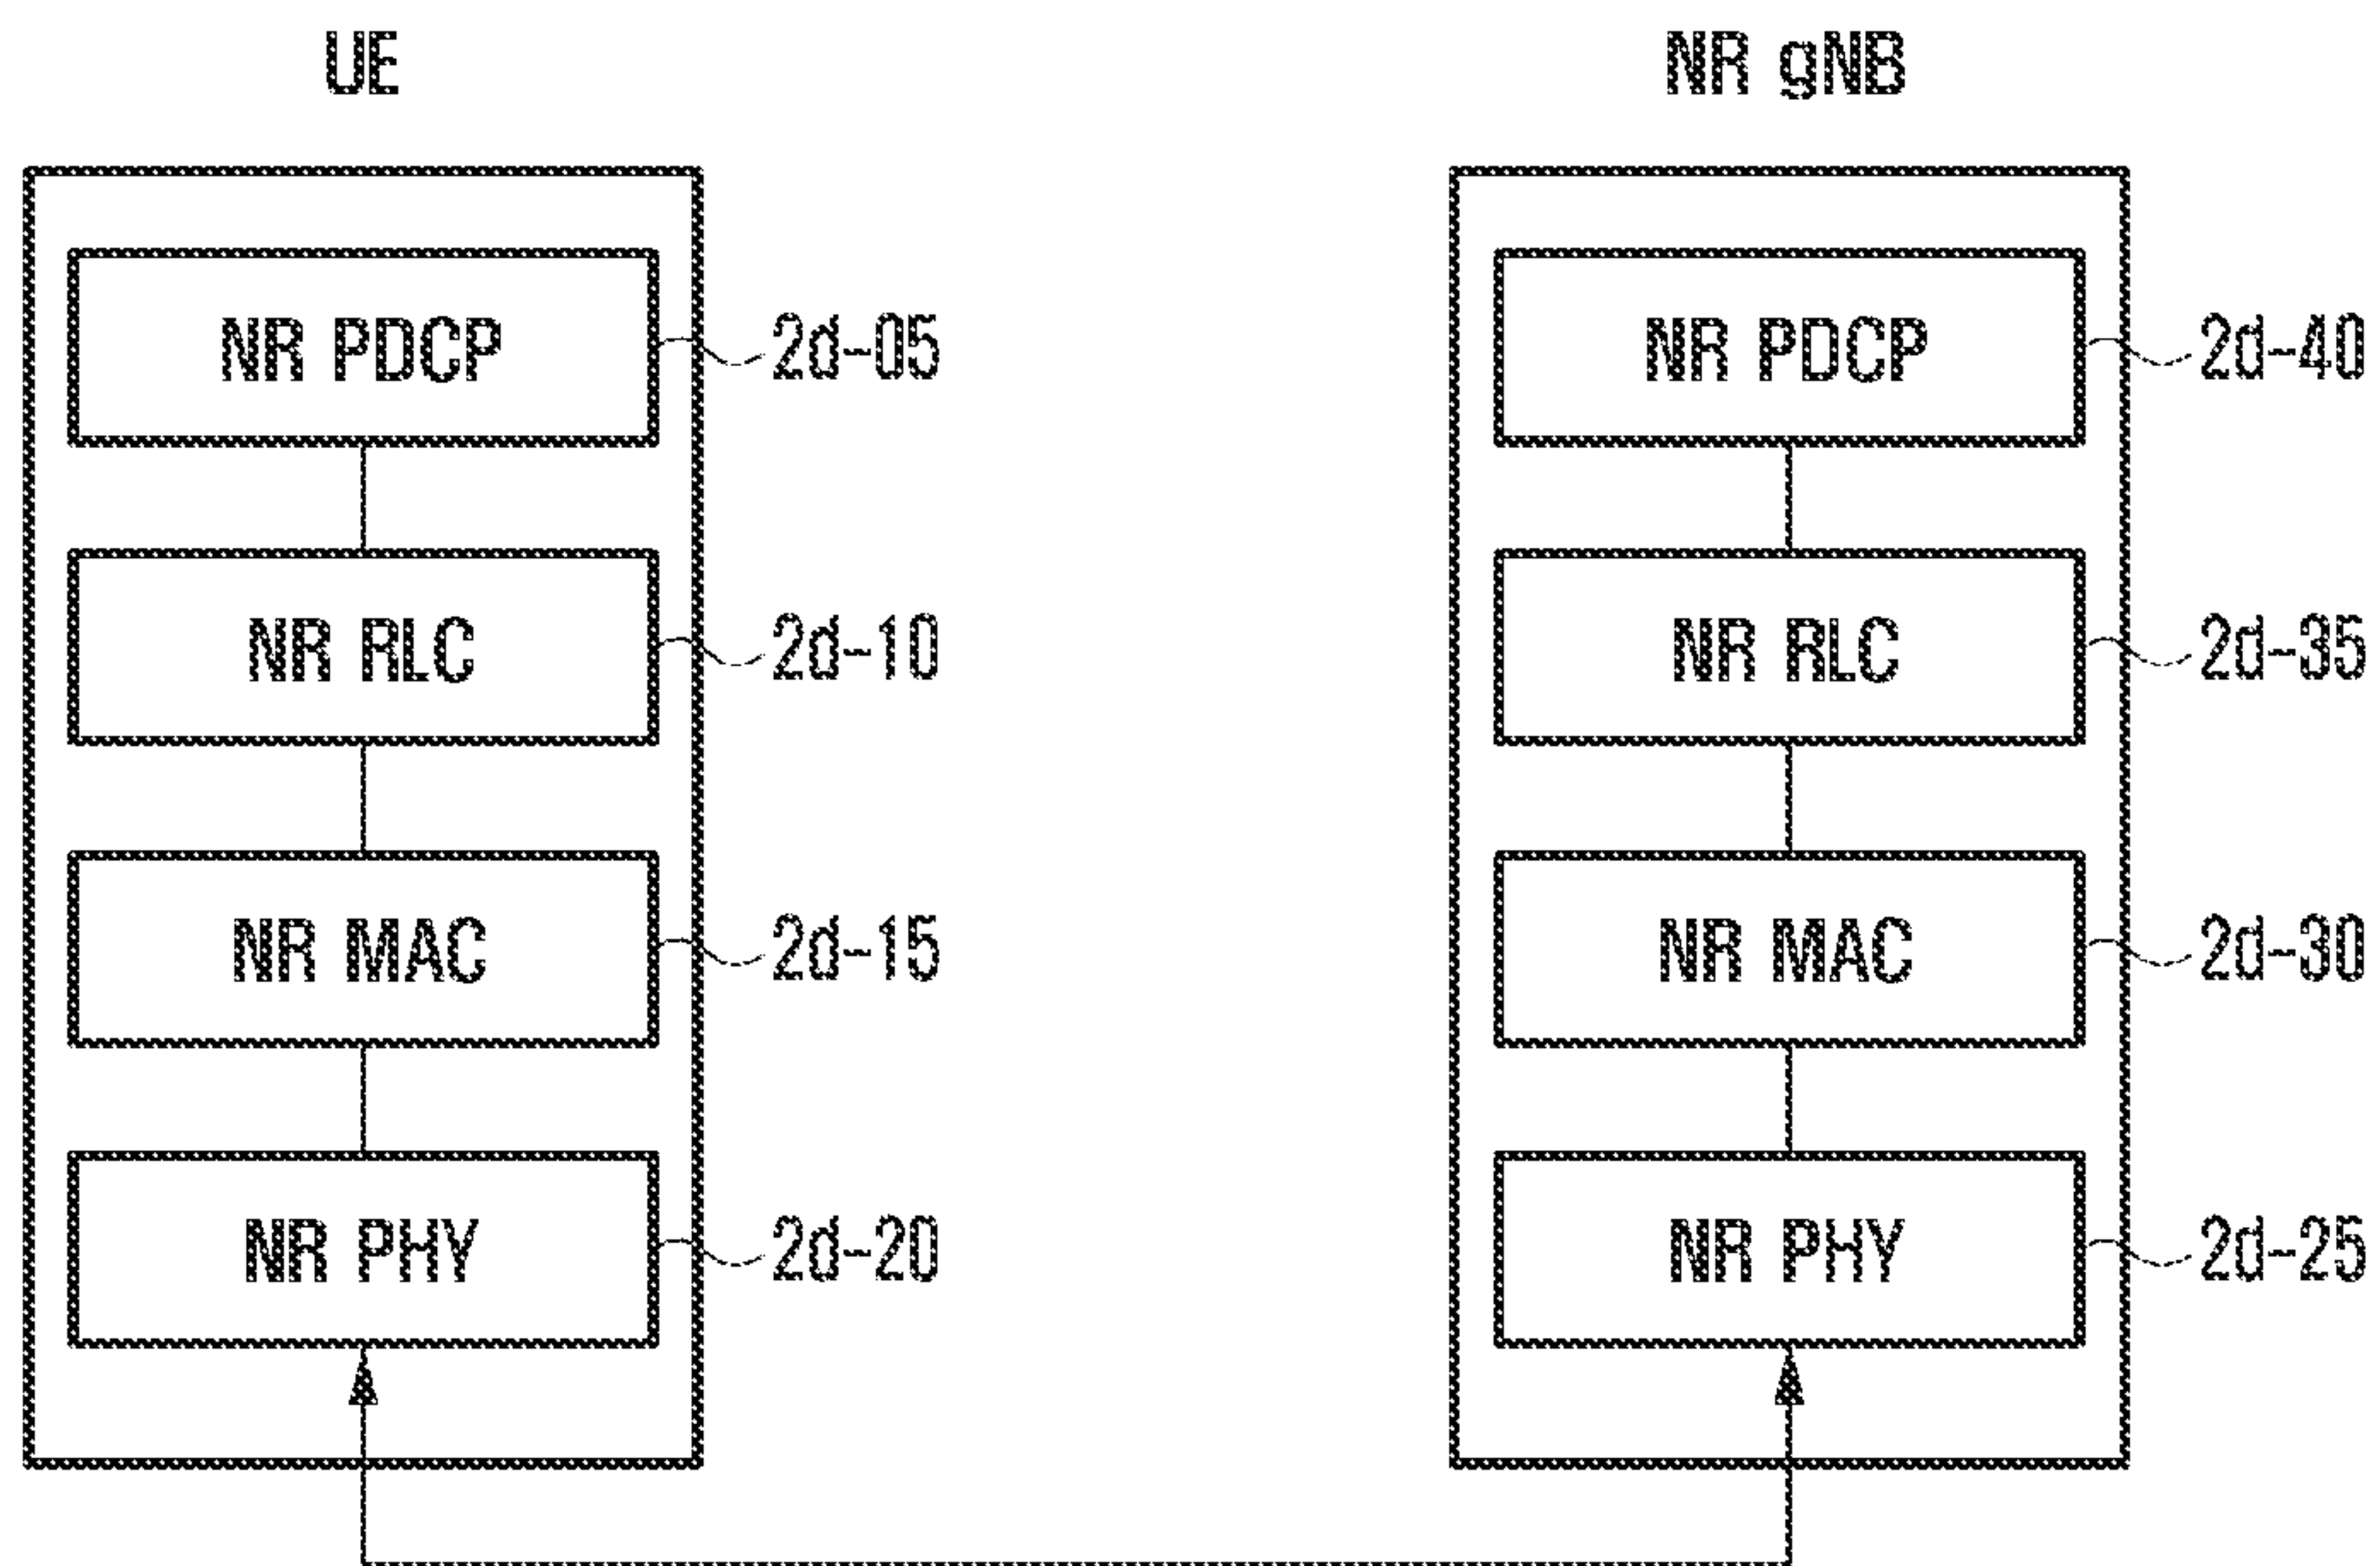 UE
NR gNB
NR PDCP
2d-05
NR PDCP
2d-40
NR RLC
2d-10
NR RLC
2d-35
NR MAC
2d-15
NR MAC
2d-30
NR PHY
2d-20
NR PHY
2d-25